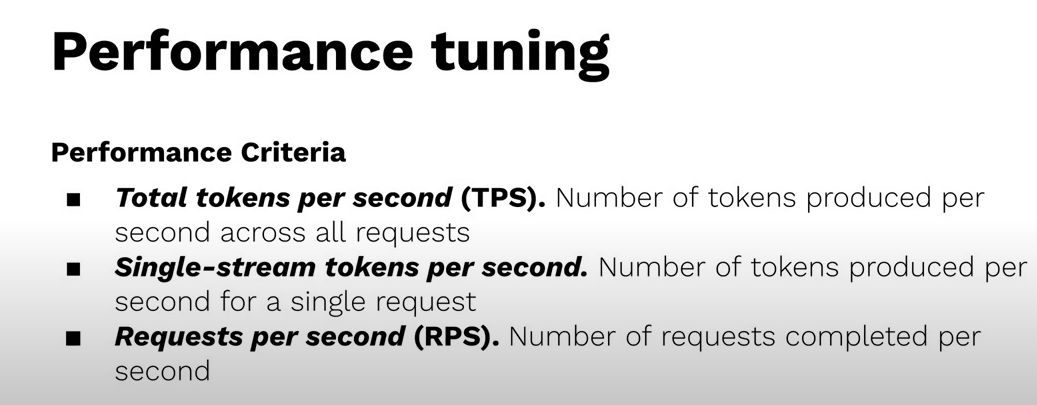 Performance tuning
Performance Criteria
■ Total tokens per second (TPS). Number of tokens produced per
second across all requests
■ Single-stream tokens per second. Number of tokens produced per
second for a single request
■ Requests per second (RPS). Number of requests completed per
second